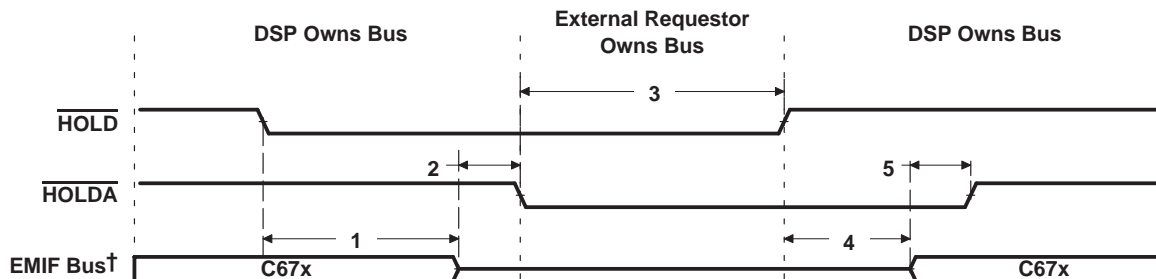 DSP Owns Bus
External Requestor
Owns Bus
DSP Owns Bus
3
HOLD
2
5
HOLDA
1
4
EMIF Bus†
C67x
C67x